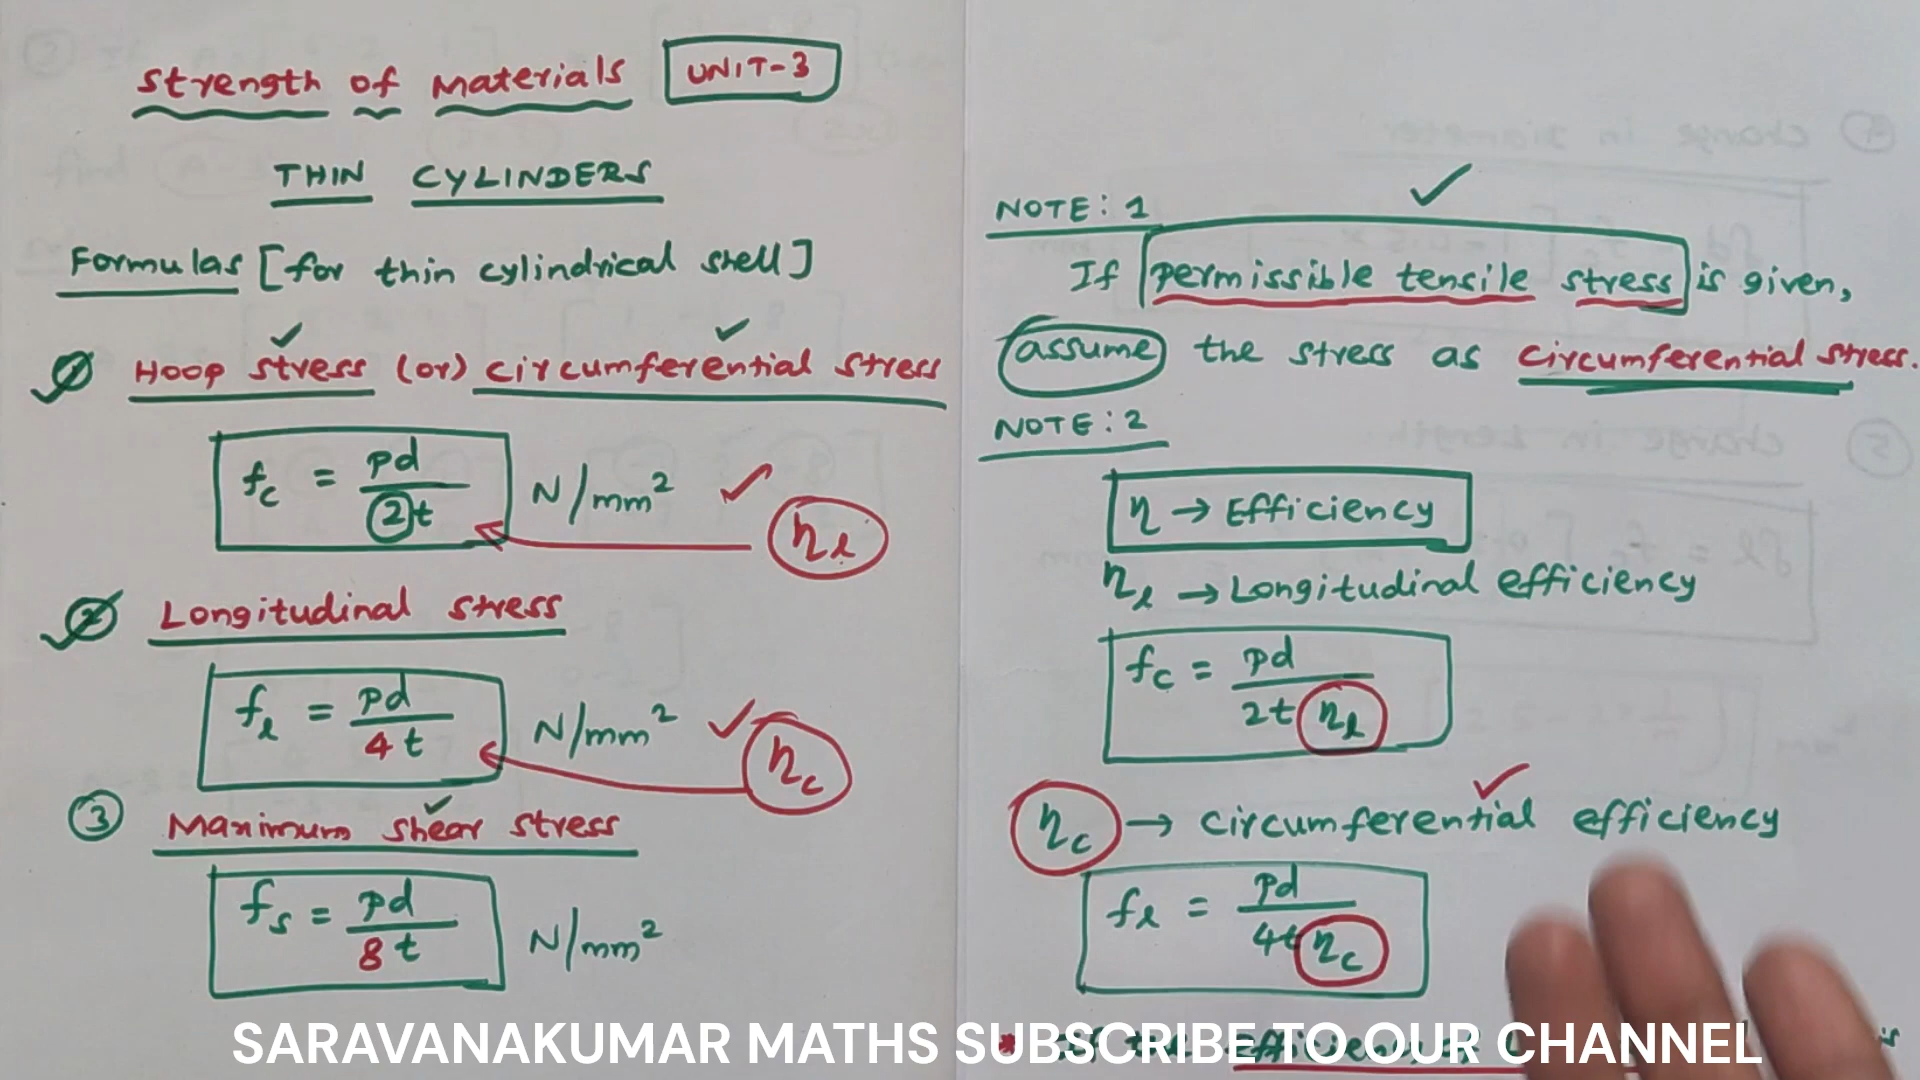 Strength of Materials UNIT-3
THIN CYLINDERS
Formulas [for thin cylindrical shell]
1 Hoop stress (or) circumferential stress
fc = pd / 2t N/mm² ηl
2 Longitudinal stress
fl = pd / 4t N/mm² ηc
3 Maximum shear stress
fs = pd / 8t N/mm²
NOTE: 1
If permissible tensile stress is given,
assume the stress as circumferential stress.
NOTE: 2
η → Efficiency
ηl → Longitudinal efficiency
fc = pd / 2t ηl
ηc → circumferential efficiency
fl = pd / 4t ηc
SARAVANAKUMAR MATHS SUBSCRIBE TO OUR CHANNEL